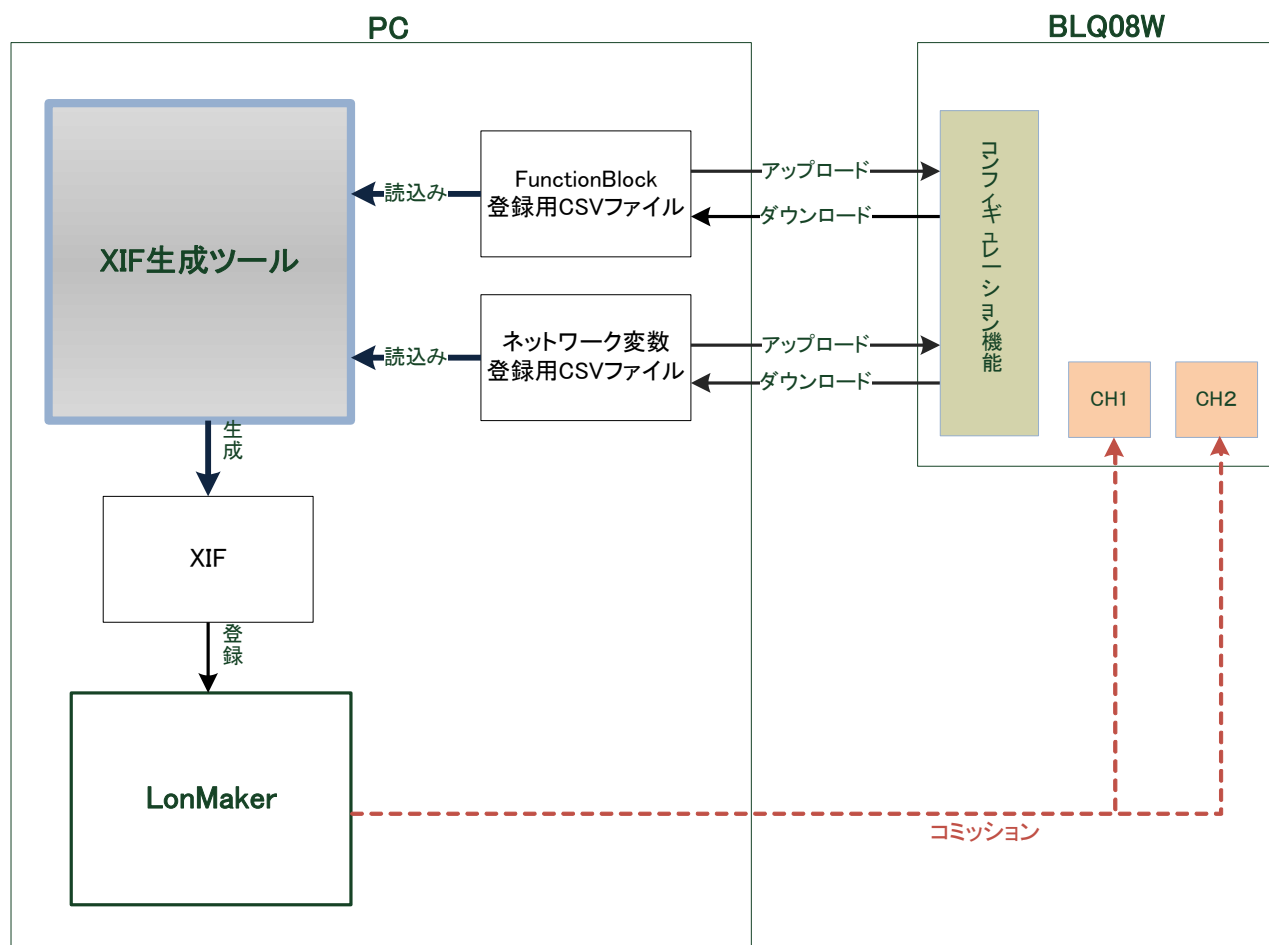 PC
BLQ08W
XIF生成ツール
読込み
FunctionBlock
登録用CSVファイル
アップロード
ダウンロード
コンフィギュレーション機能
読込み
ネットワーク変数
登録用CSVファイル
アップロード
ダウンロード
CH1
CH2
生成
XIF
登録
LonMaker
コミッション